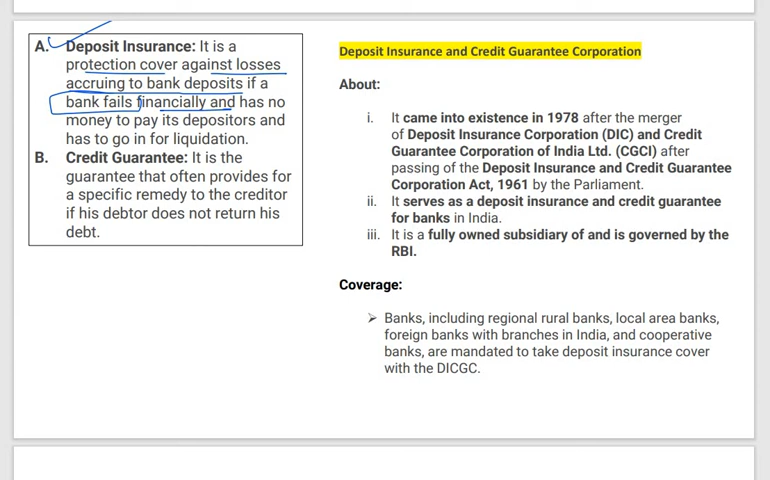 A. Deposit Insurance: It is a
protection cover against losses
accruing to bank deposits if a
bank fails financially and has no
money to pay its depositors and
has to go in for liquidation.
B. Credit Guarantee: It is the
guarantee that often provides for
a specific remedy to the creditor
if his debtor does not return his
debt.
Deposit Insurance and Credit Guarantee Corporation
About:
i. It came into existence in 1978 after the merger
of Deposit Insurance Corporation (DIC) and Credit
Guarantee Corporation of India Ltd. (CGCI) after
passing of the Deposit Insurance and Credit Guarantee
Corporation Act, 1961 by the Parliament.
ii. It serves as a deposit insurance and credit guarantee
for banks in India.
iii. It is a fully owned subsidiary of and is governed by the
RBI.
Coverage:
➢ Banks, including regional rural banks, local area banks,
foreign banks with branches in India, and cooperative
banks, are mandated to take deposit insurance cover
with the DICGC.